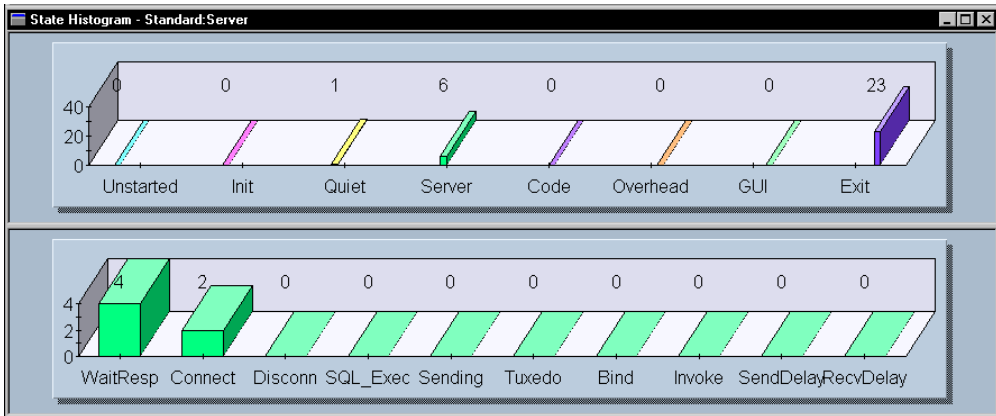 State Histogram - Standard:Server
0 0 1 6 0 0 0 23
40
20
0
Unstarted Init Quiet Server Code Overhead GUI Exit
4 2 0 0 0 0 0 0 0 0
4
2
0
WaitResp Connect Disconn SQL_Exec Sending Tuxedo Bind Invoke SendDelay RecvDelay